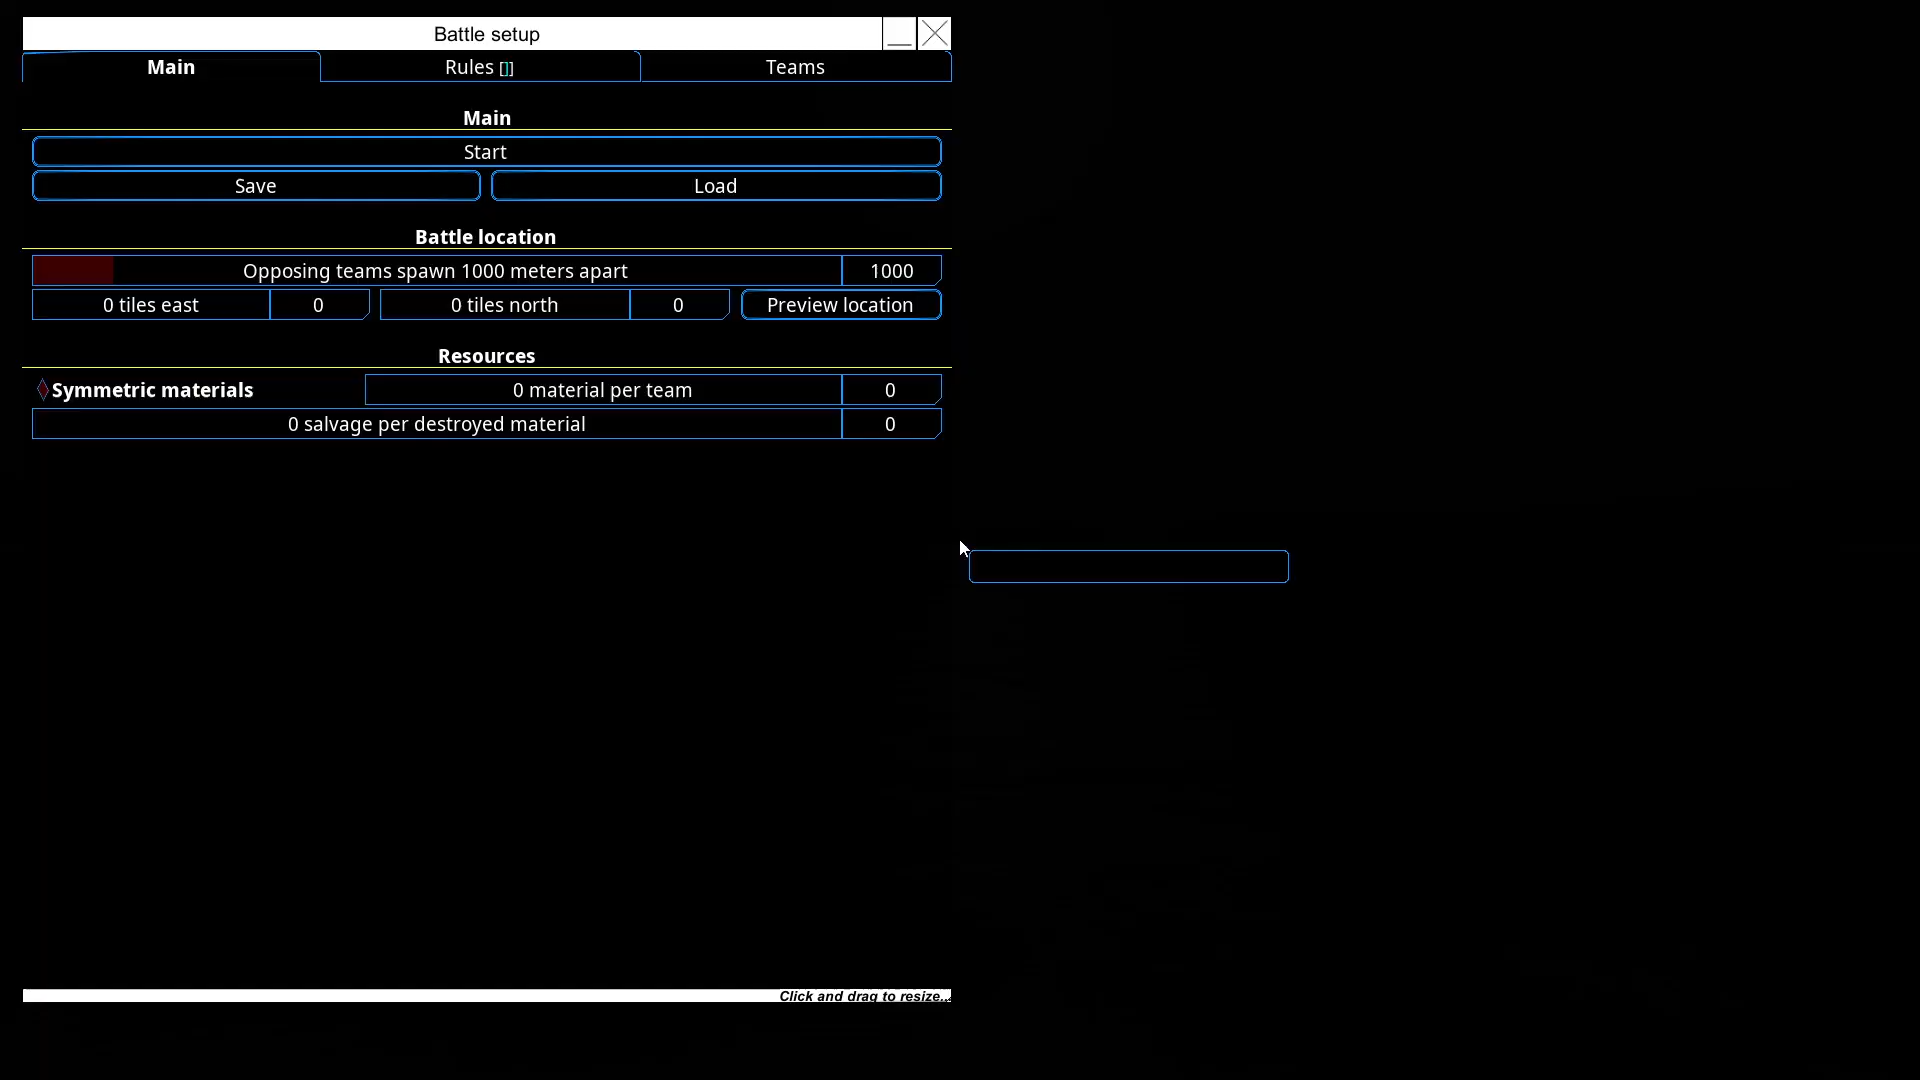 Battle setup
Main
Rules []
Teams
Main
Start
Save
Load
Battle location
Opposing teams spawn 1000 meters apart
1000
0 tiles east
0
0 tiles north
0
Preview location
Resources
Symmetric materials
0 material per team
0
0 salvage per destroyed material
0
Click and drag to resize...